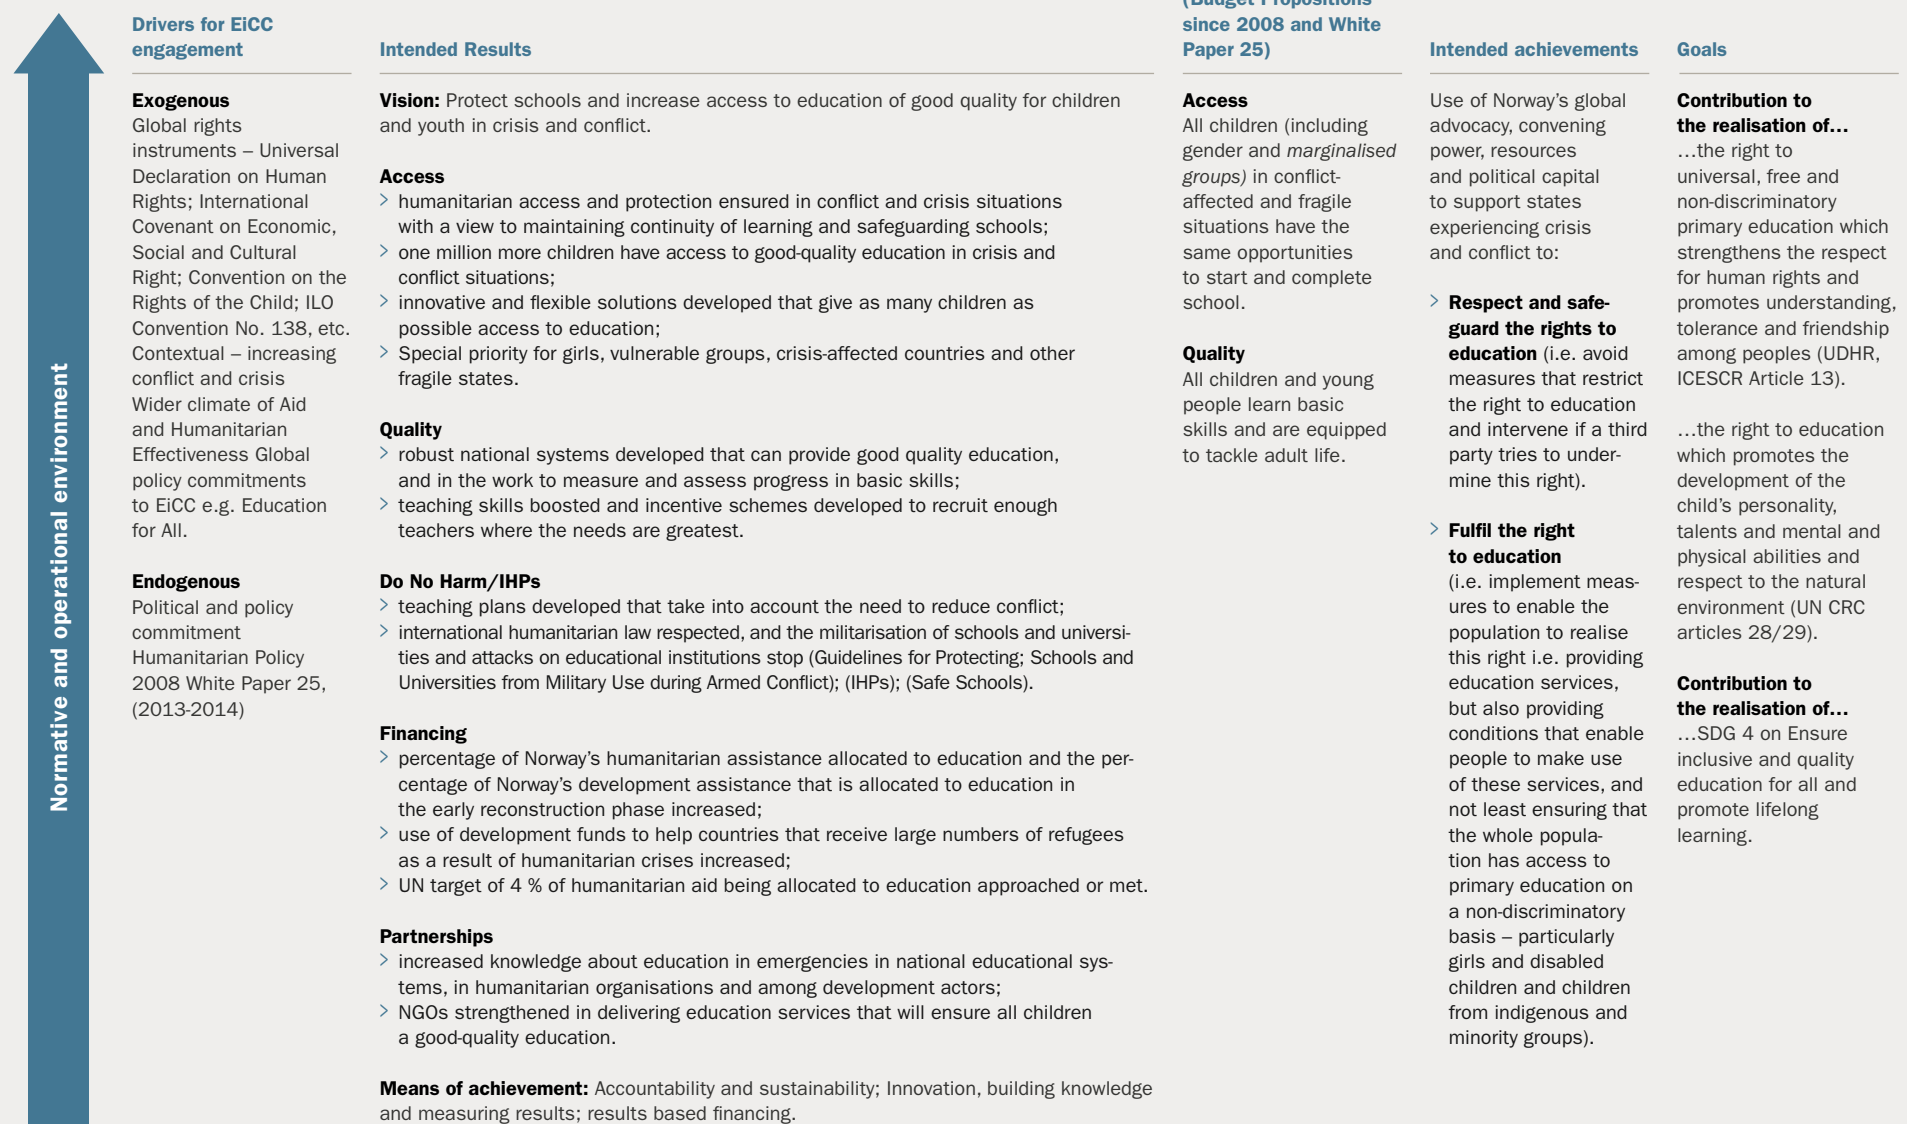 Normative and operational environment
Drivers for EiCC
engagement
Exogenous
Global rights
instruments – Universal
Declaration on Human
Rights; International
Covenant on Economic,
Social and Cultural
Right; Convention on the
Rights of the Child; ILO
Convention No. 138, etc.
Contextual – increasing
conflict and crisis
Wider climate of Aid
and Humanitarian
Effectiveness Global
policy commitments
to EiCC e.g. Education
for All.
Endogenous
Political and policy
commitment
Humanitarian Policy
2008 White Paper 25,
(2013-2014)
Intended Results
Vision: Protect schools and increase access to education of good quality for children
and youth in crisis and conflict.
Access
> humanitarian access and protection ensured in conflict and crisis situations
with a view to maintaining continuity of learning and safeguarding schools;
> one million more children have access to good-quality education in crisis and
conflict situations;
> innovative and flexible solutions developed that give as many children as
possible access to education;
> Special priority for girls, vulnerable groups, crisis-affected countries and other
fragile states.
Quality
> robust national systems developed that can provide good quality education,
and in the work to measure and assess progress in basic skills;
> teaching skills boosted and incentive schemes developed to recruit enough
teachers where the needs are greatest.
Do No Harm/IHPs
> teaching plans developed that take into account the need to reduce conflict;
> international humanitarian law respected, and the militarisation of schools and universi-
ties and attacks on educational institutions stop (Guidelines for Protecting; Schools and
Universities from Military Use during Armed Conflict); (IHPs); (Safe Schools).
Financing
> percentage of Norway's humanitarian assistance allocated to education and the per-
centage of Norway's development assistance that is allocated to education in
the early reconstruction phase increased;
> use of development funds to help countries that receive large numbers of refugees
as a result of humanitarian crises increased;
> UN target of 4 % of humanitarian aid being allocated to education approached or met.
Partnerships
> increased knowledge about education in emergencies in national educational sys-
tems, in humanitarian organisations and among development actors;
> NGOs strengthened in delivering education services that will ensure all children
a good-quality education.
Means of achievement: Accountability and sustainability; Innovation, building knowledge
and measuring results; results based financing.
(Budget Propositions
since 2008 and White
Paper 25)
Access
All children (including
gender and marginalised
groups) in conflict-
affected and fragile
situations have the
same opportunities
to start and complete
school.
Quality
All children and young
people learn basic
skills and are equipped
to tackle adult life.
Intended achievements
Use of Norway's global
advocacy, convening
power, resources
and political capital
to support states
experiencing crisis
and conflict to:
> Respect and safe-
guard the rights to
education (i.e. avoid
measures that restrict
the right to education
and intervene if a third
party tries to under-
mine this right).
> Fulfil the right
to education
(i.e. implement meas-
ures to enable the
population to realise
this right i.e. providing
education services,
but also providing
conditions that enable
people to make use
of these services, and
not least ensuring that
the whole popula-
tion has access to
primary education on
a non-discriminatory
basis – particularly
girls and disabled
children and children
from indigenous and
minority groups).
Goals
Contribution to
the realisation of...
...the right to
universal, free and
non-discriminatory
primary education which
strengthens the respect
for human rights and
promotes understanding,
tolerance and friendship
among peoples (UDHR,
ICESCR Article 13).
...the right to education
which promotes the
development of the
child's personality,
talents and mental and
physical abilities and
respect to the natural
environment (UN CRC
articles 28/29).
Contribution to
the realisation of...
...SDG 4 on Ensure
inclusive and quality
education for all and
promote lifelong
learning.